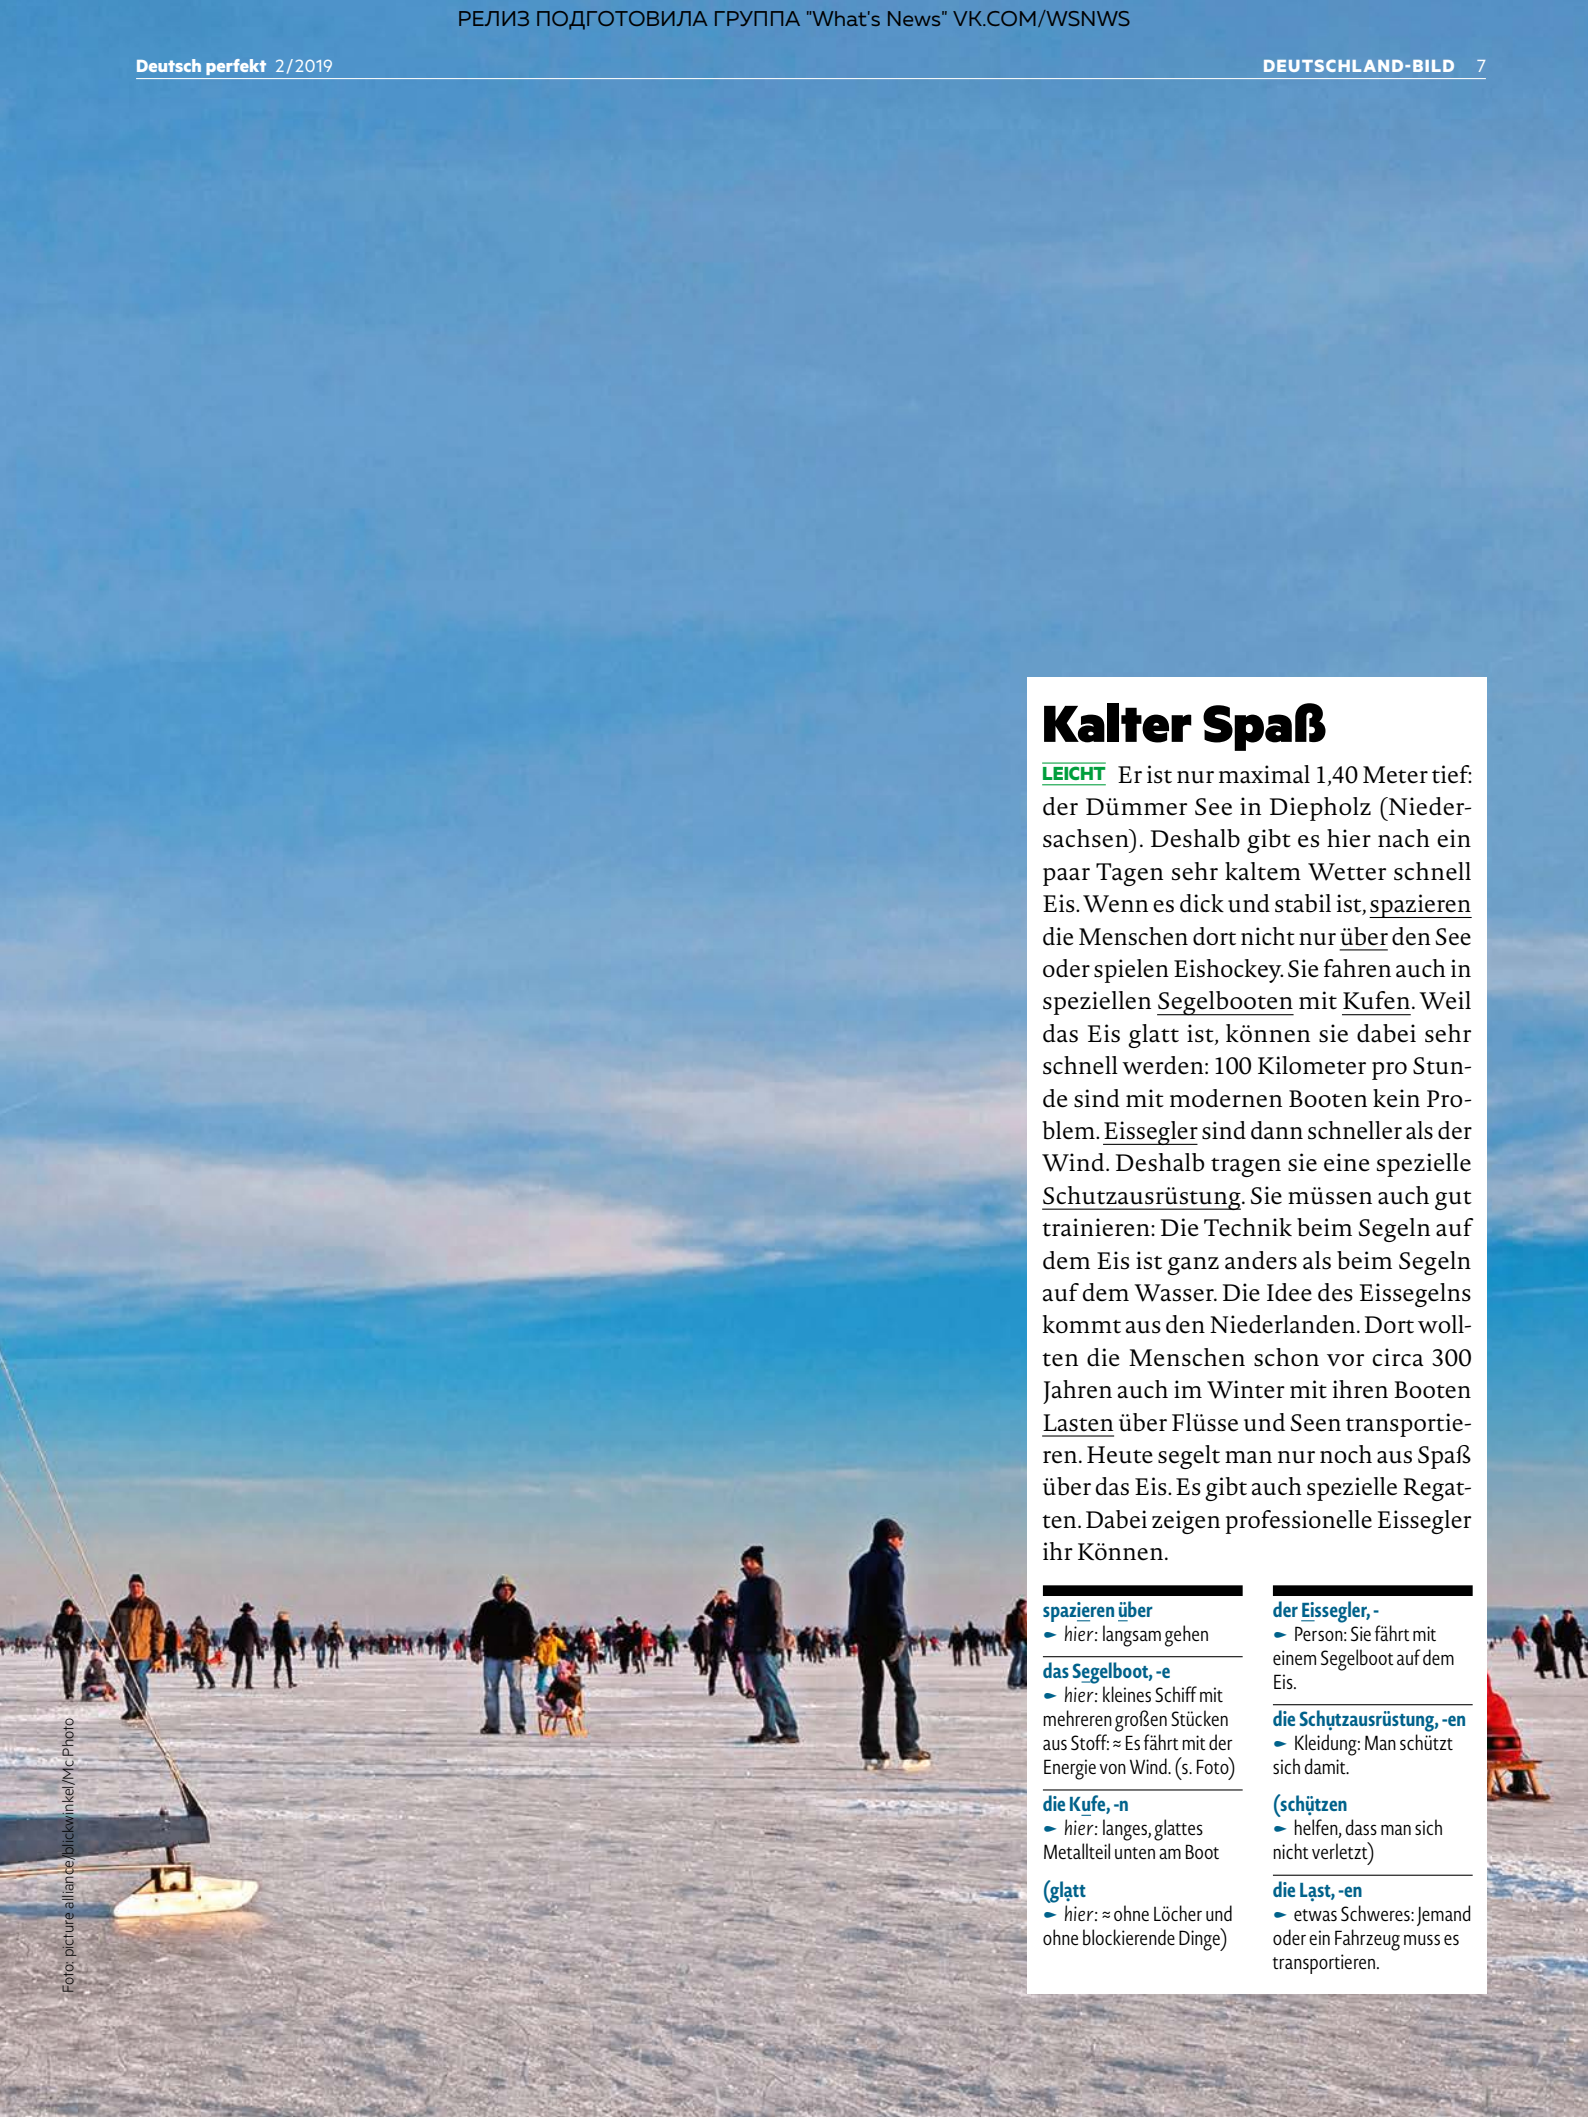 РЕЛИЗ ПОДГОТОВИЛА ГРУППА "What's News" VK.COM/WSNWS
Deutsch perfekt 2/2019
DEUTSCHLAND-BILD 7
Kalter Spaß
LEICHT Er ist nur maximal 1,40 Meter tief:
der Dümmer See in Diepholz (Nieder-
sachsen). Deshalb gibt es hier nach ein
paar Tagen sehr kaltem Wetter schnell
Eis. Wenn es dick und stabil ist, spazieren
die Menschen dort nicht nur über den See
oder spielen Eishockey. Sie fahren auch in
speziellen Segelbooten mit Kufen. Weil
das Eis glatt ist, können sie dabei sehr
schnell werden: 100 Kilometer pro Stun-
de sind mit modernen Booten kein Pro-
blem. Eissegler sind dann schneller als der
Wind. Deshalb tragen sie eine spezielle
Schutzausrüstung. Sie müssen auch gut
trainieren: Die Technik beim Segeln auf
dem Eis ist ganz anders als beim Segeln
auf dem Wasser. Die Idee des Eissegelns
kommt aus den Niederlanden. Dort woll-
ten die Menschen schon vor circa 300
Jahren auch im Winter mit ihren Booten
Lasten über Flüsse und Seen transportie-
ren. Heute segelt man nur noch aus Spaß
über das Eis. Es gibt auch spezielle Regat-
ten. Dabei zeigen professionelle Eissegler
ihr Können.
spazieren über
hier: langsam gehen
das Segelboot, -e
hier: kleines Schiff mit
mehreren großen Stücken
aus Stoff: ≈ Es fährt mit der
Energie von Wind. (s. Foto)
die Kufe, -n
hier: langes, glattes
Metallteil unten am Boot
(glatt
hier: ≈ ohne Löcher und
ohne blockierende Dinge)
der Eissegler, -
Person: Sie fährt mit
einem Segelboot auf dem
Eis.
die Schutzausrüstung, -en
Kleidung: Man schützt
sich damit.
(schützen
helfen, dass man sich
nicht verletzt)
die Last, -en
etwas Schweres: Jemand
oder ein Fahrzeug muss es
transportieren.
Foto: picture alliance/blickwinkel/Mc Photo